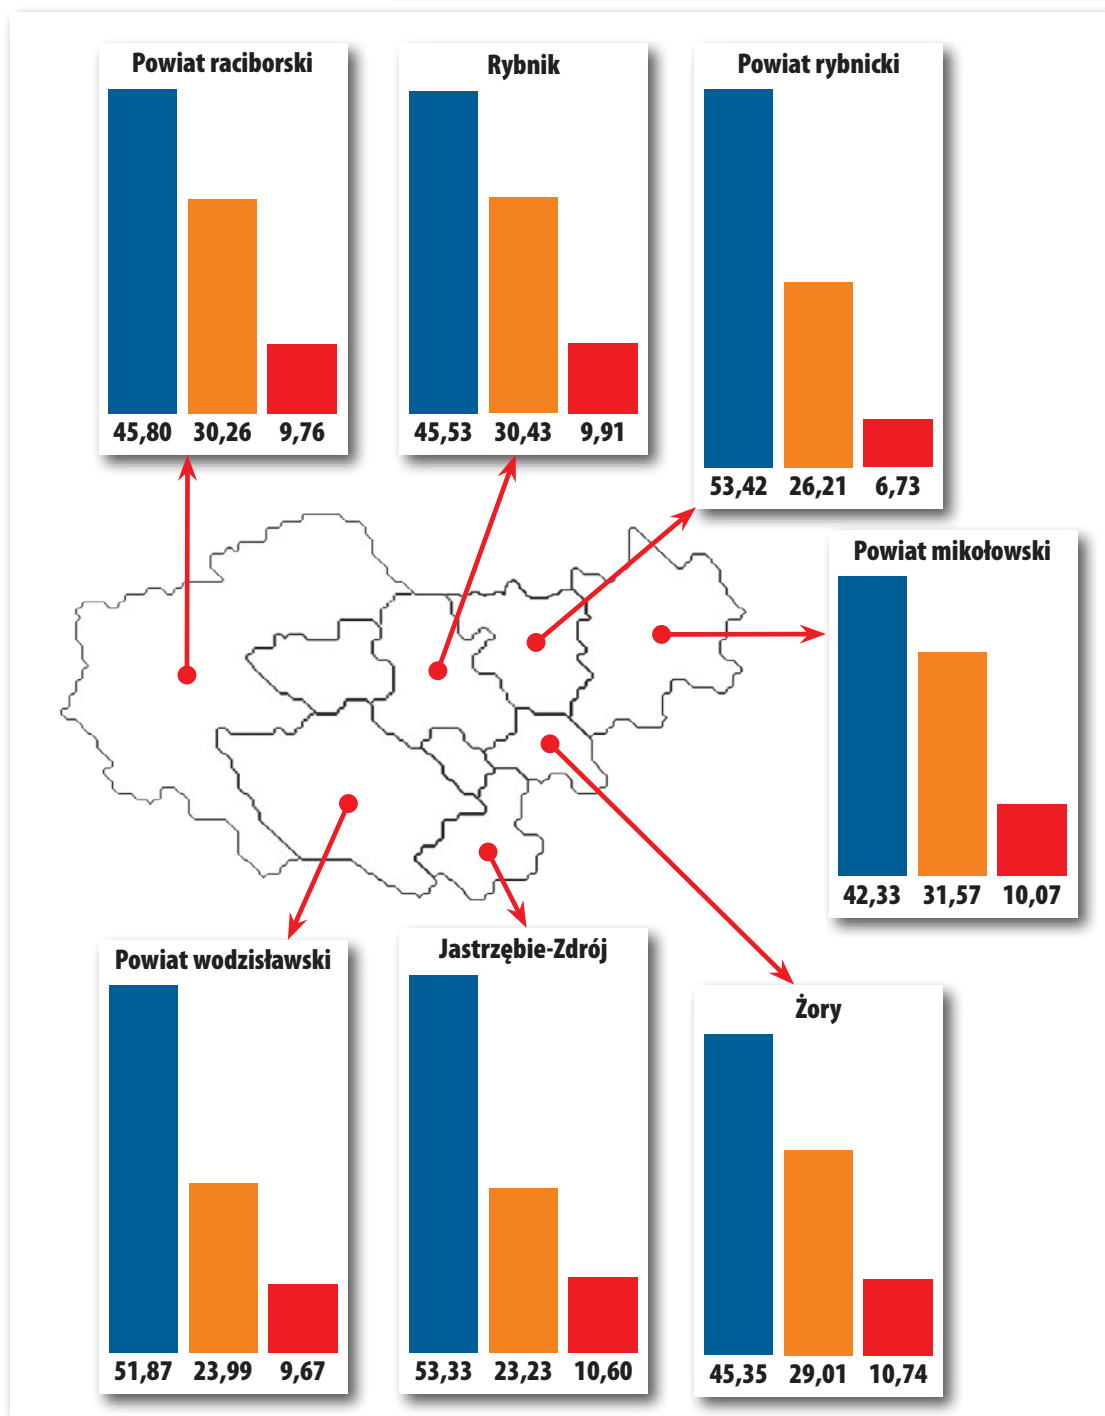 Powiat raciborski
45,80 30,26 9,76
Rybnik
45,53 30,43 9,91
Powiat rybnicki
53,42 26,21 6,73
Powiat mikołowski
42,33 31,57 10,07
Powiat wodzisławski
51,87 23,99 9,67
Jastrzębie-Zdrój
53,33 23,23 10,60
Żory
45,35 29,01 10,74